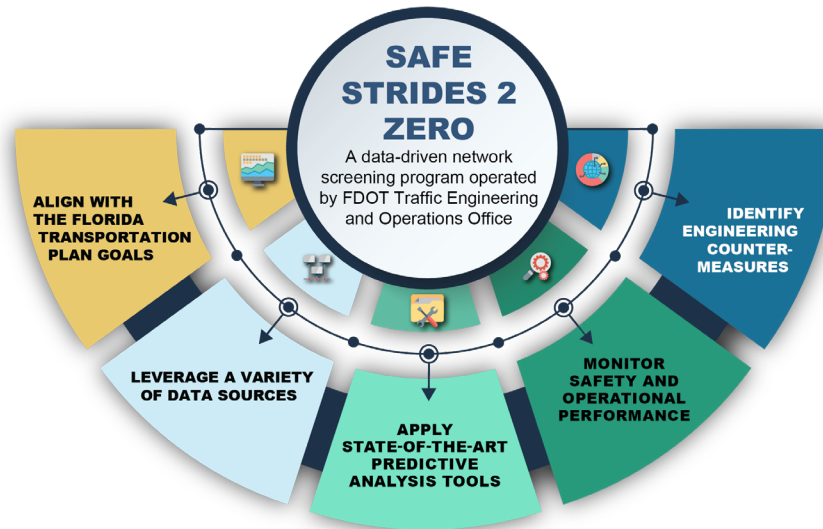 SAFE
STRIDES 2
ZERO
A data-driven network
screening program operated
by FDOT Traffic Engineering
and Operations Office
ALIGN WITH
THE FLORIDA
TRANSPORTATION
PLAN GOALS
LEVERAGE A VARIETY
OF DATA SOURCES
APPLY
STATE-OF-THE-ART
PREDICTIVE
ANALYSIS TOOLS
MONITOR
SAFETY AND
OPERATIONAL
PERFORMANCE
IDENTIFY
ENGINEERING
COUNTER-
MEASURES